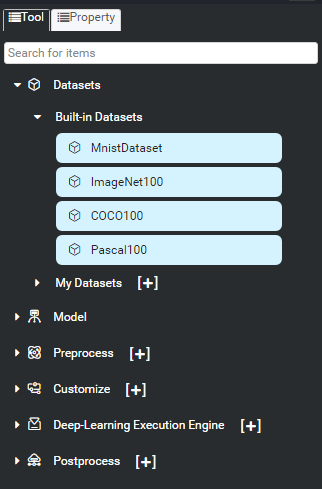 Tool Property
Search for items
Datasets
Built-in Datasets
MnistDataset
ImageNet100
COCO100
Pascal100
My Datasets [+]
Model
Preprocess [+]
Customize [+]
Deep-Learning Execution Engine [+]
Postprocess [+]